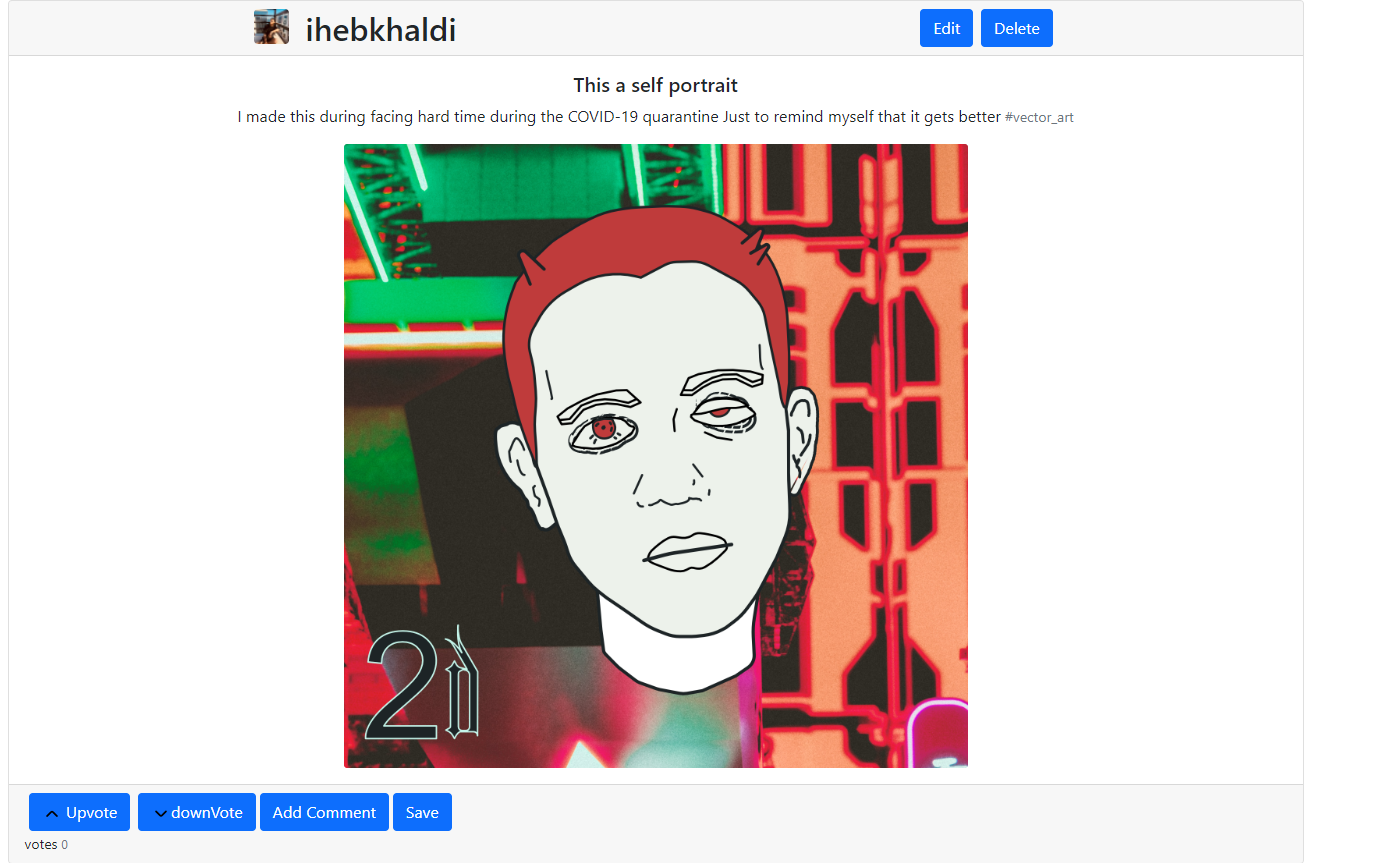 ihebkhaldi
Edit
Delete
This a self portrait
I made this during facing hard time during the COVID-19 quarantine Just to remind myself that it gets better #vector_art
Upvote
downVote
Add Comment
Save
votes 0